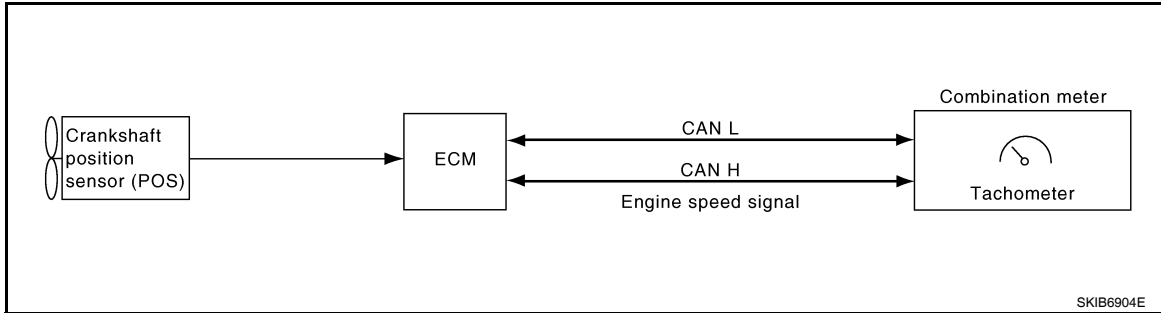 Crankshaft
position
sensor (POS)
ECM
CAN L
CAN H
Engine speed signal
Combination meter
Tachometer
SKIB6904E